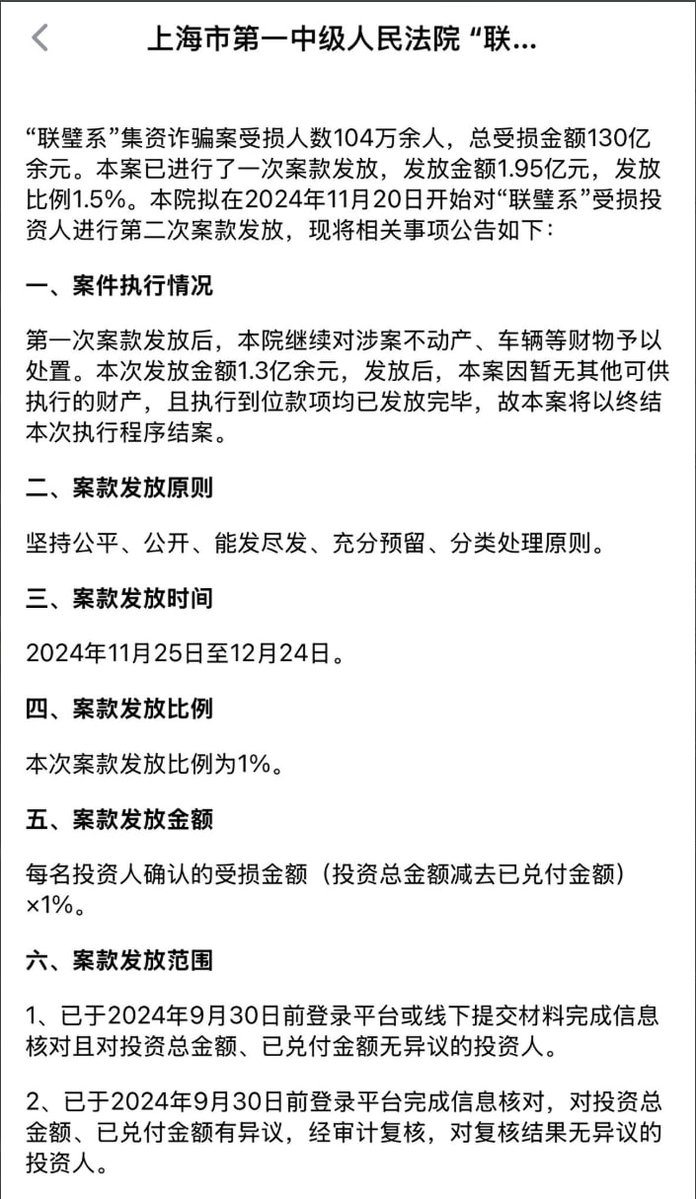 上海市第一中级人民法院 “联...
“联璧系”集资诈骗案受损人数104万余人，总受损金额130亿
余元。本案已进行了一次案款发放，发放金额1.95亿元，发放
比例1.5%。本院拟在2024年11月20日开始对“联璧系”受损投
资人进行第二次案款发放，现将相关事项公告如下：
一、案件执行情况
第一次案款发放后，本院继续对涉案不动产、车辆等财物予以
处置。本次发放金额1.3亿余元，发放后，本案因暂无其他可供
执行的财产，且执行到位款项均已发放完毕，故本案将以终结
本次执行程序结案。
二、案款发放原则
坚持公平、公开、能发尽发、充分预留、分类处理原则。
三、案款发放时间
2024年11月25日至12月24日。
四、案款发放比例
本次案款发放比例为1%。
五、案款发放金额
每名投资人确认的受损金额（投资总金额减去已兑付金额）
×1%。
六、案款发放范围
1、已于2024年9月30日前登录平台或线下提交材料完成信息
核对且对投资总金额、已兑付金额无异议的投资人。
2、已于2024年9月30日前登录平台完成信息核对，对投资总
金额、已兑付金额有异议，经审计复核，对复核结果无异议的
投资人。